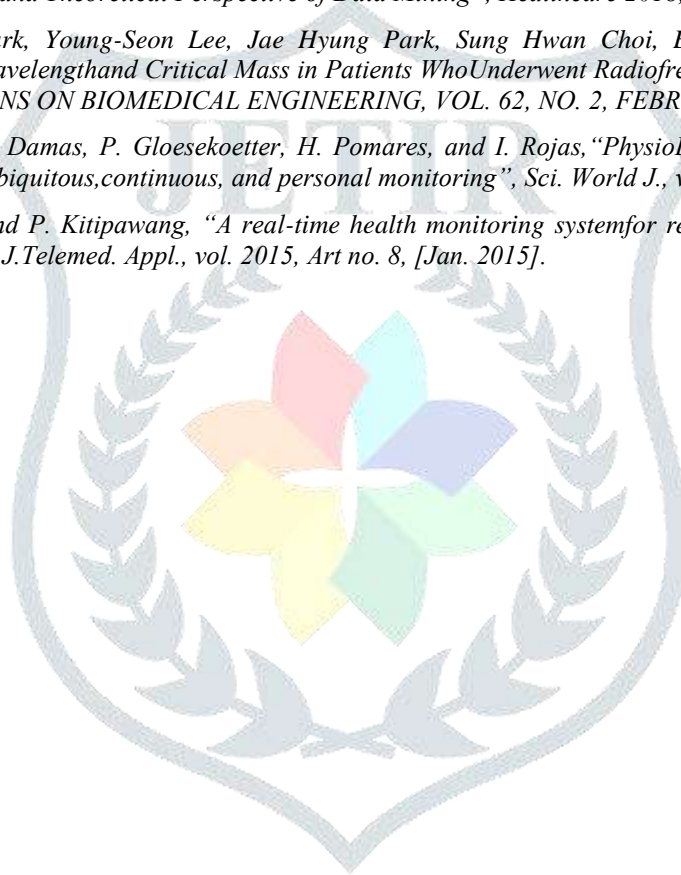 and Theoretical Perspective of Data Mining", Healthcare 2018,
ark, Young-Seon Lee, Jae Hyung Park, Sung Hwan Choi, E
avelengthand Critical Mass in Patients WhoUnderwent Radiofre
NS ON BIOMEDICAL ENGINEERING, VOL. 62, NO. 2, FEBR
Damas, P. Gloesekoetter, H. Pomares, and I. Rojas,“Physiol
biquitous,continuous, and personal monitoring”, Sci. World J., v
nd P. Kitipawang, “A real-time health monitoring systemfor re
J.Telemed. Appl., vol. 2015, Art no. 8, [Jan. 2015].
JETIR